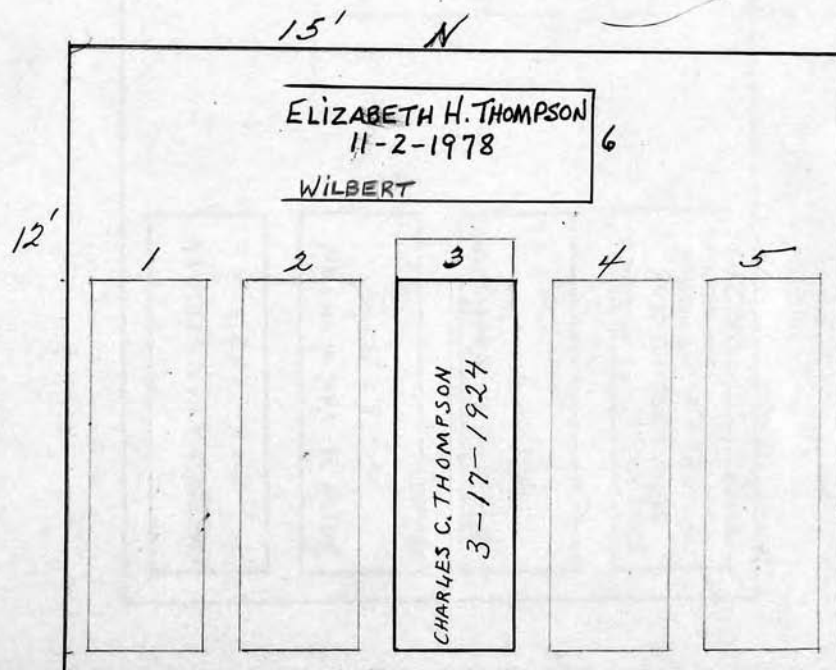 15' N
ELIZABETH H. THOMPSON
11-2-1978
6
WILBERT
12'
1 2 3 4 5
CHARLES C. THOMPSON
3-17-1924